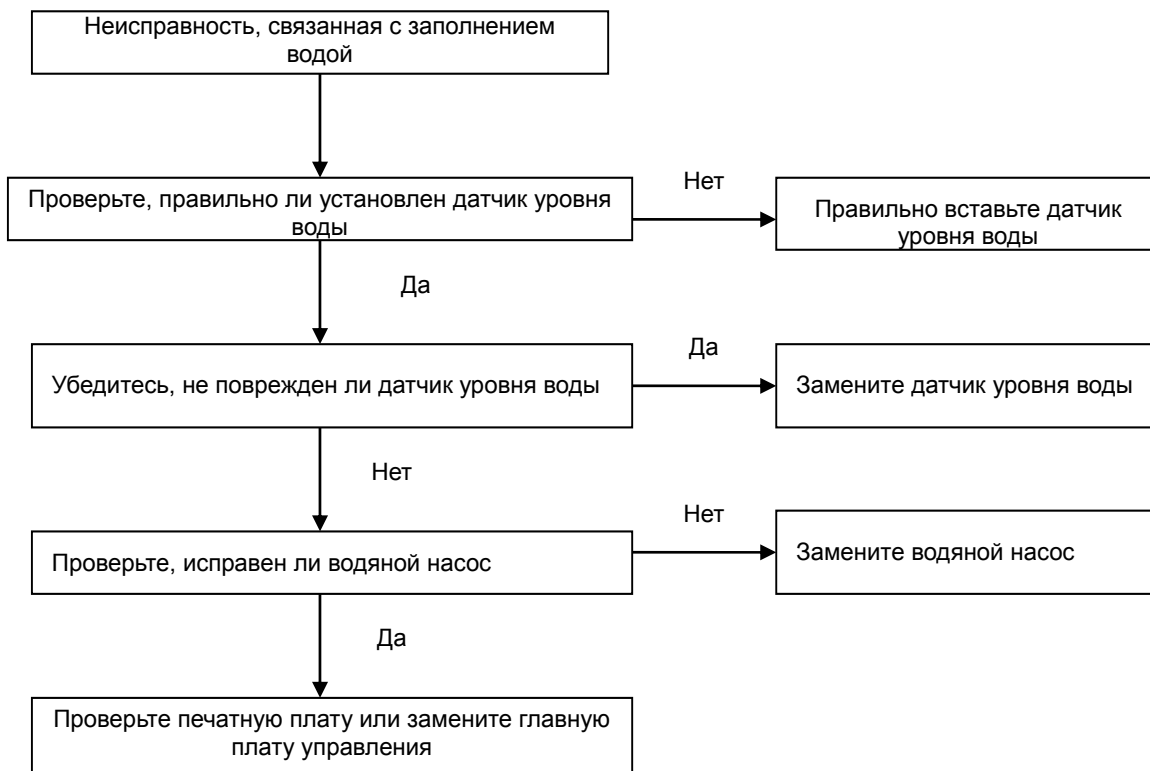 Неисправность, связанная с заполнением
водой
Проверьте, правильно ли установлен датчик уровня
воды
Нет
Правильно вставьте датчик
уровня воды
Да
Убедитесь, не поврежден ли датчик уровня воды
Да
Замените датчик уровня воды
Нет
Проверьте, исправен ли водяной насос
Нет
Замените водяной насос
Да
Проверьте печатную плату или замените главную
плату управления